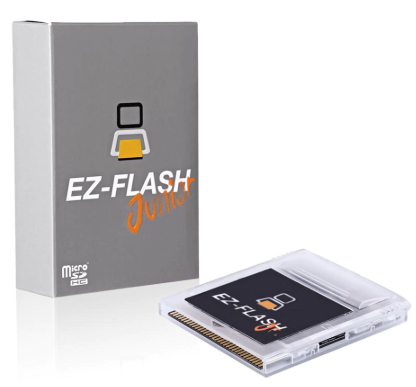 EZ-FLASH
Junior
Micro
SD
HC
EZ-FLASH
Jr.